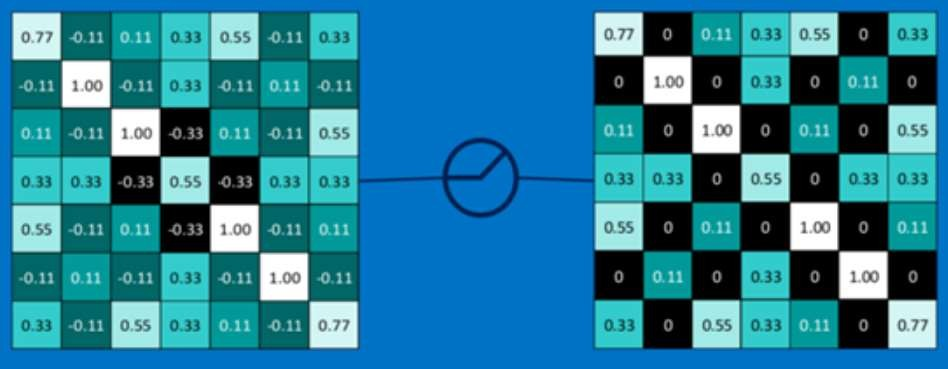 0.77 -0.11 0.11 0.33 0.55 -0.11 0.33
-0.11 1.00 -0.11 0.33 -0.11 0.11 -0.11
0.11 -0.11 1.00 -0.33 0.11 -0.11 0.55
0.33 0.33 -0.33 0.55 -0.33 0.33 0.33
0.55 -0.11 0.11 -0.33 1.00 -0.11 0.11
-0.11 0.11 -0.11 0.33 -0.11 1.00 -0.11
0.33 -0.11 0.55 0.33 0.11 -0.11 0.77
0.77 0 0.11 0.33 0.55 0 0.33
0 1.00 0 0.33 0 0.11 0
0.11 0 1.00 0 0.11 0 0.55
0.33 0.33 0 0.55 0 0.33 0.33
0.55 0 0.11 0 1.00 0 0.11
0 0.11 0 0.33 0 1.00 0
0.33 0 0.55 0.33 0.11 0 0.77